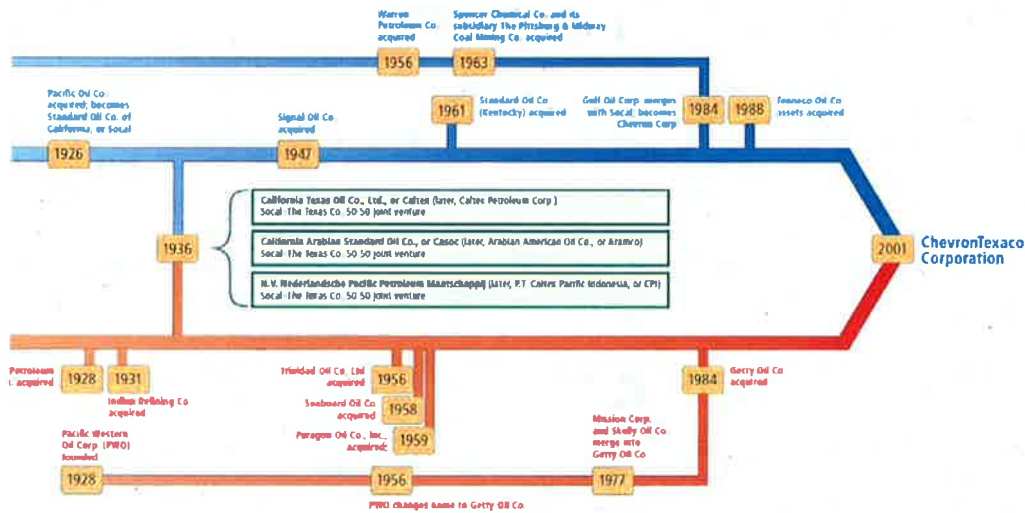 Warren
Petroleum Co.
acquired
1956
Spencer Chemical Co. and its
subsidiary The Pittsburg & Midway
Coal Mining Co. acquired
1963
Pacific Oil Co.
acquired; becomes
Standard Oil Co. of
California, or Socal
1926
Signal Oil Co.
acquired
1947
1961
Standard Oil Co.
(Kentucky) acquired
Gulf Oil Corp. merges
with Socal; becomes
Chevron Corp
1984
1988
Tenneco Oil Co.
assets acquired
1936
California Texas Oil Co., Ltd., or Caltex (later, Caltex Petroleum Corp.)
Socal-The Texas Co. 50-50 joint venture
California Arabian Standard Oil Co., or Casoc (later, Arabian American Oil Co., or Aramco)
Socal-The Texas Co. 50-50 joint venture
N.V. Nederlandsche Pacific Petroleum Maatschappij (later, P.T. Caltex Pacific Indonesia, or CPI)
Socal-The Texas Co. 50-50 joint venture
2001
ChevronTexaco
Corporation
Petroleum
acquired
1928
1931
Indian Refining Co.
acquired
Trinidad Oil Co. Ltd
acquired
1956
Seaboard Oil Co.
acquired
1958
Paragon Oil Co., Inc.,
acquired;
1959
1984
Getty Oil Co.
acquired
Pacific Western
Oil Corp. (PWO)
founded
1928
1956
PWO changes name to Getty Oil Co.
Mission Corp.
and Skelly Oil Co.
merge into
Getty Oil Co.
1977